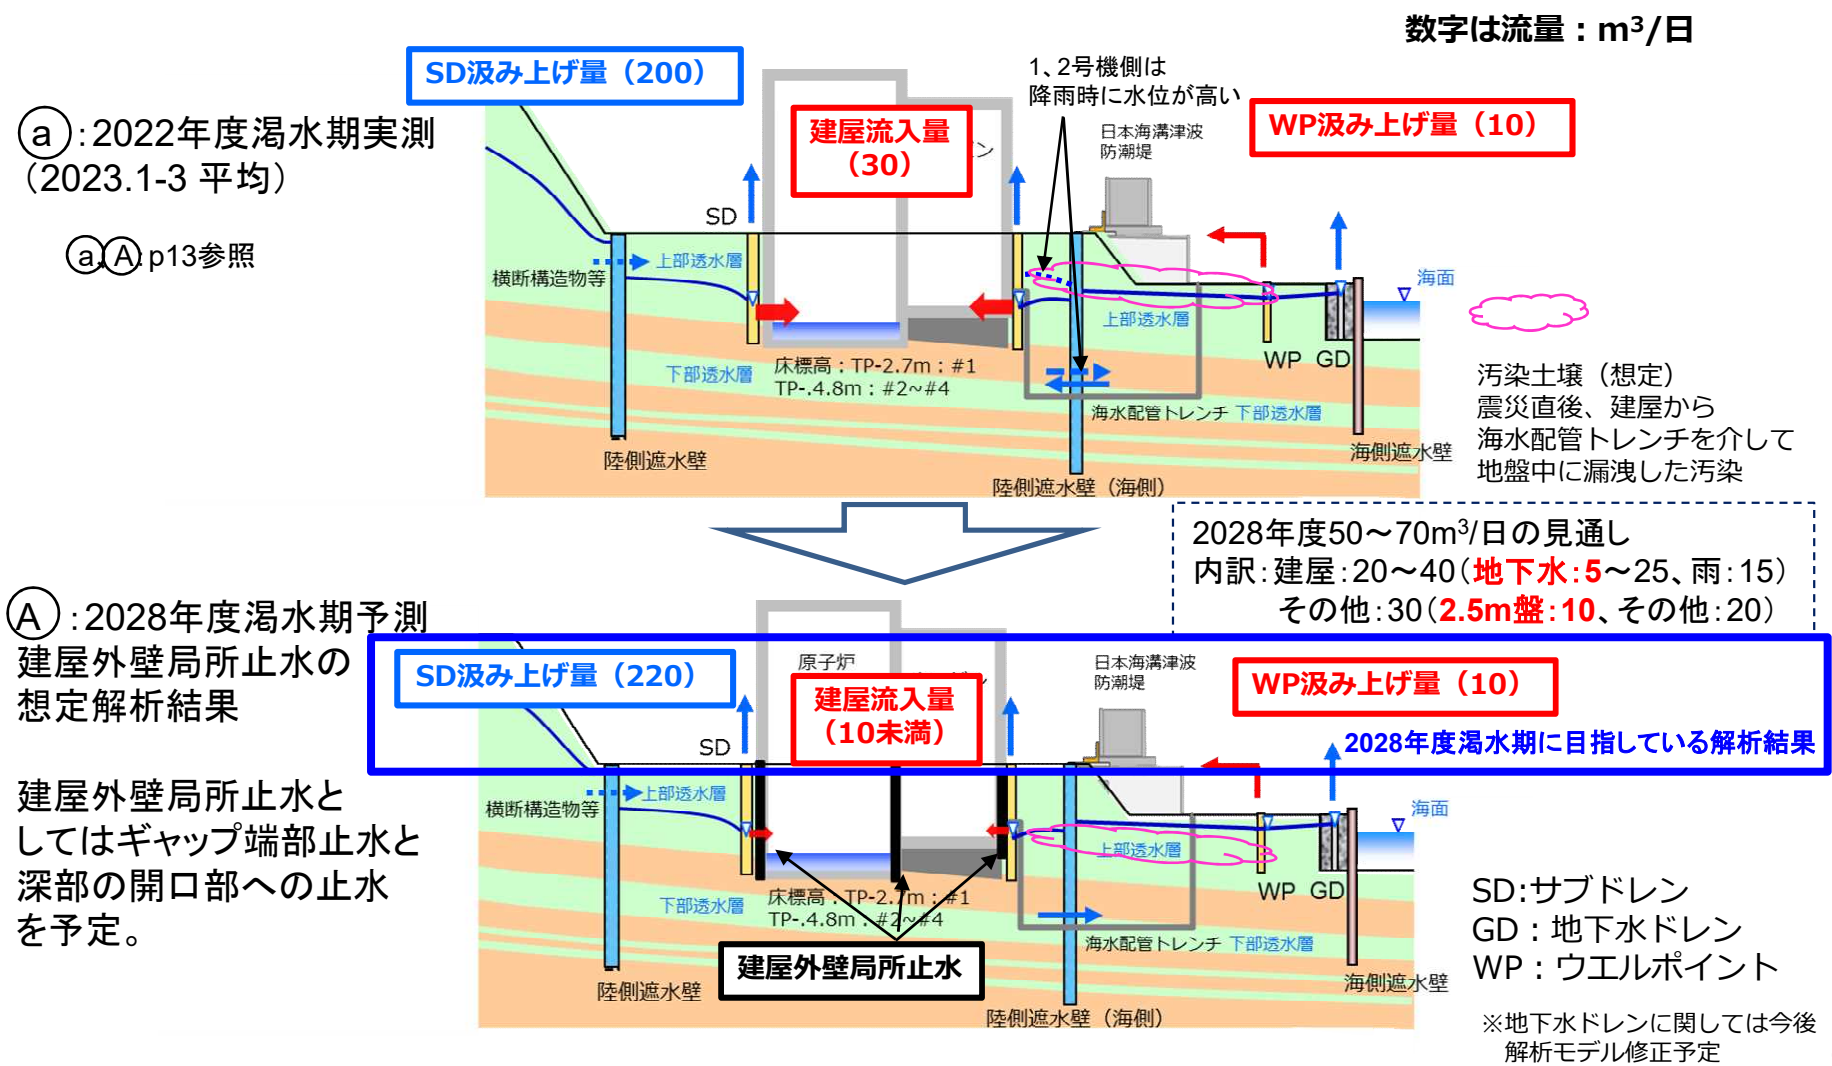 数字は流量：m³/日
SD汲み上げ量（200）
1、2号機側は
降雨時に水位が高い
建屋流入量
（30）
ビン
WP汲み上げ量（10）
日本海溝津波
防潮堤
ⓐ：2022年度渇水期実測
（2023.1-3 平均）
ⓐ,Ⓐ:p13参照
SD
上部透水層
横断構造物等
海面
上部透水層
WP GD
下部透水層
床標高：TP-2.7m：#1
TP-.4.8m：#2~#4
海水配管トレンチ 下部透水層
陸側遮水壁
海側遮水壁
陸側遮水壁（海側）
汚染土壌（想定）
震災直後、建屋から
海水配管トレンチを介して
地盤中に漏洩した汚染
2028年度50～70m³/日の見通し
内訳：建屋：20～40（地下水：5～25、雨：15）
その他：30（2.5m盤：10、その他：20）
Ⓐ：2028年度渇水期予測
建屋外壁局所止水の
想定解析結果
建屋外壁局所止水と
してはギャップ端部止水と
深部の開口部への止水
を予定。
SD汲み上げ量（220）
原子炉
建屋流入量
（10未満）
日本海溝津波
防潮堤
WP汲み上げ量（10）
2028年度渇水期に目指している解析結果
SD
上部透水層
横断構造物等
海面
上部透水層
WP GD
下部透水層
床標高：TP-2.7m：#1
TP-.4.8m：#2~#4
海水配管トレンチ 下部透水層
建屋外壁局所止水
陸側遮水壁
海側遮水壁
陸側遮水壁（海側）
SD:サブドレン
GD：地下水ドレン
WP：ウエルポイント
※地下水ドレンに関しては今後
解析モデル修正予定